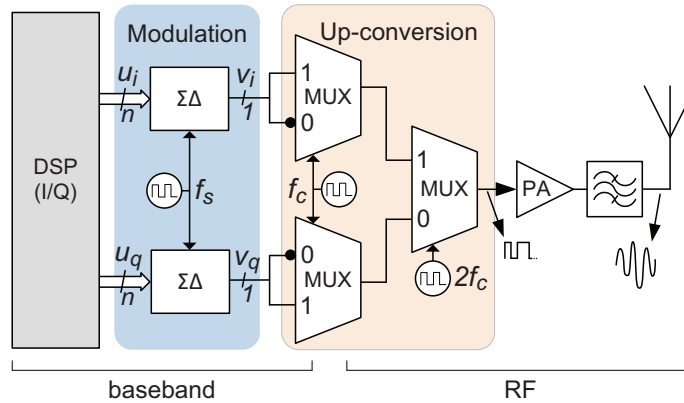 Modulation
Up-conversion
DSP
(I/Q)
u_i
n
ΣΔ
v_i
1
1
0
MUX
f_s
f_c
1
0
MUX
2f_c
PA
u_q
n
ΣΔ
v_q
1
0
1
MUX
baseband
RF